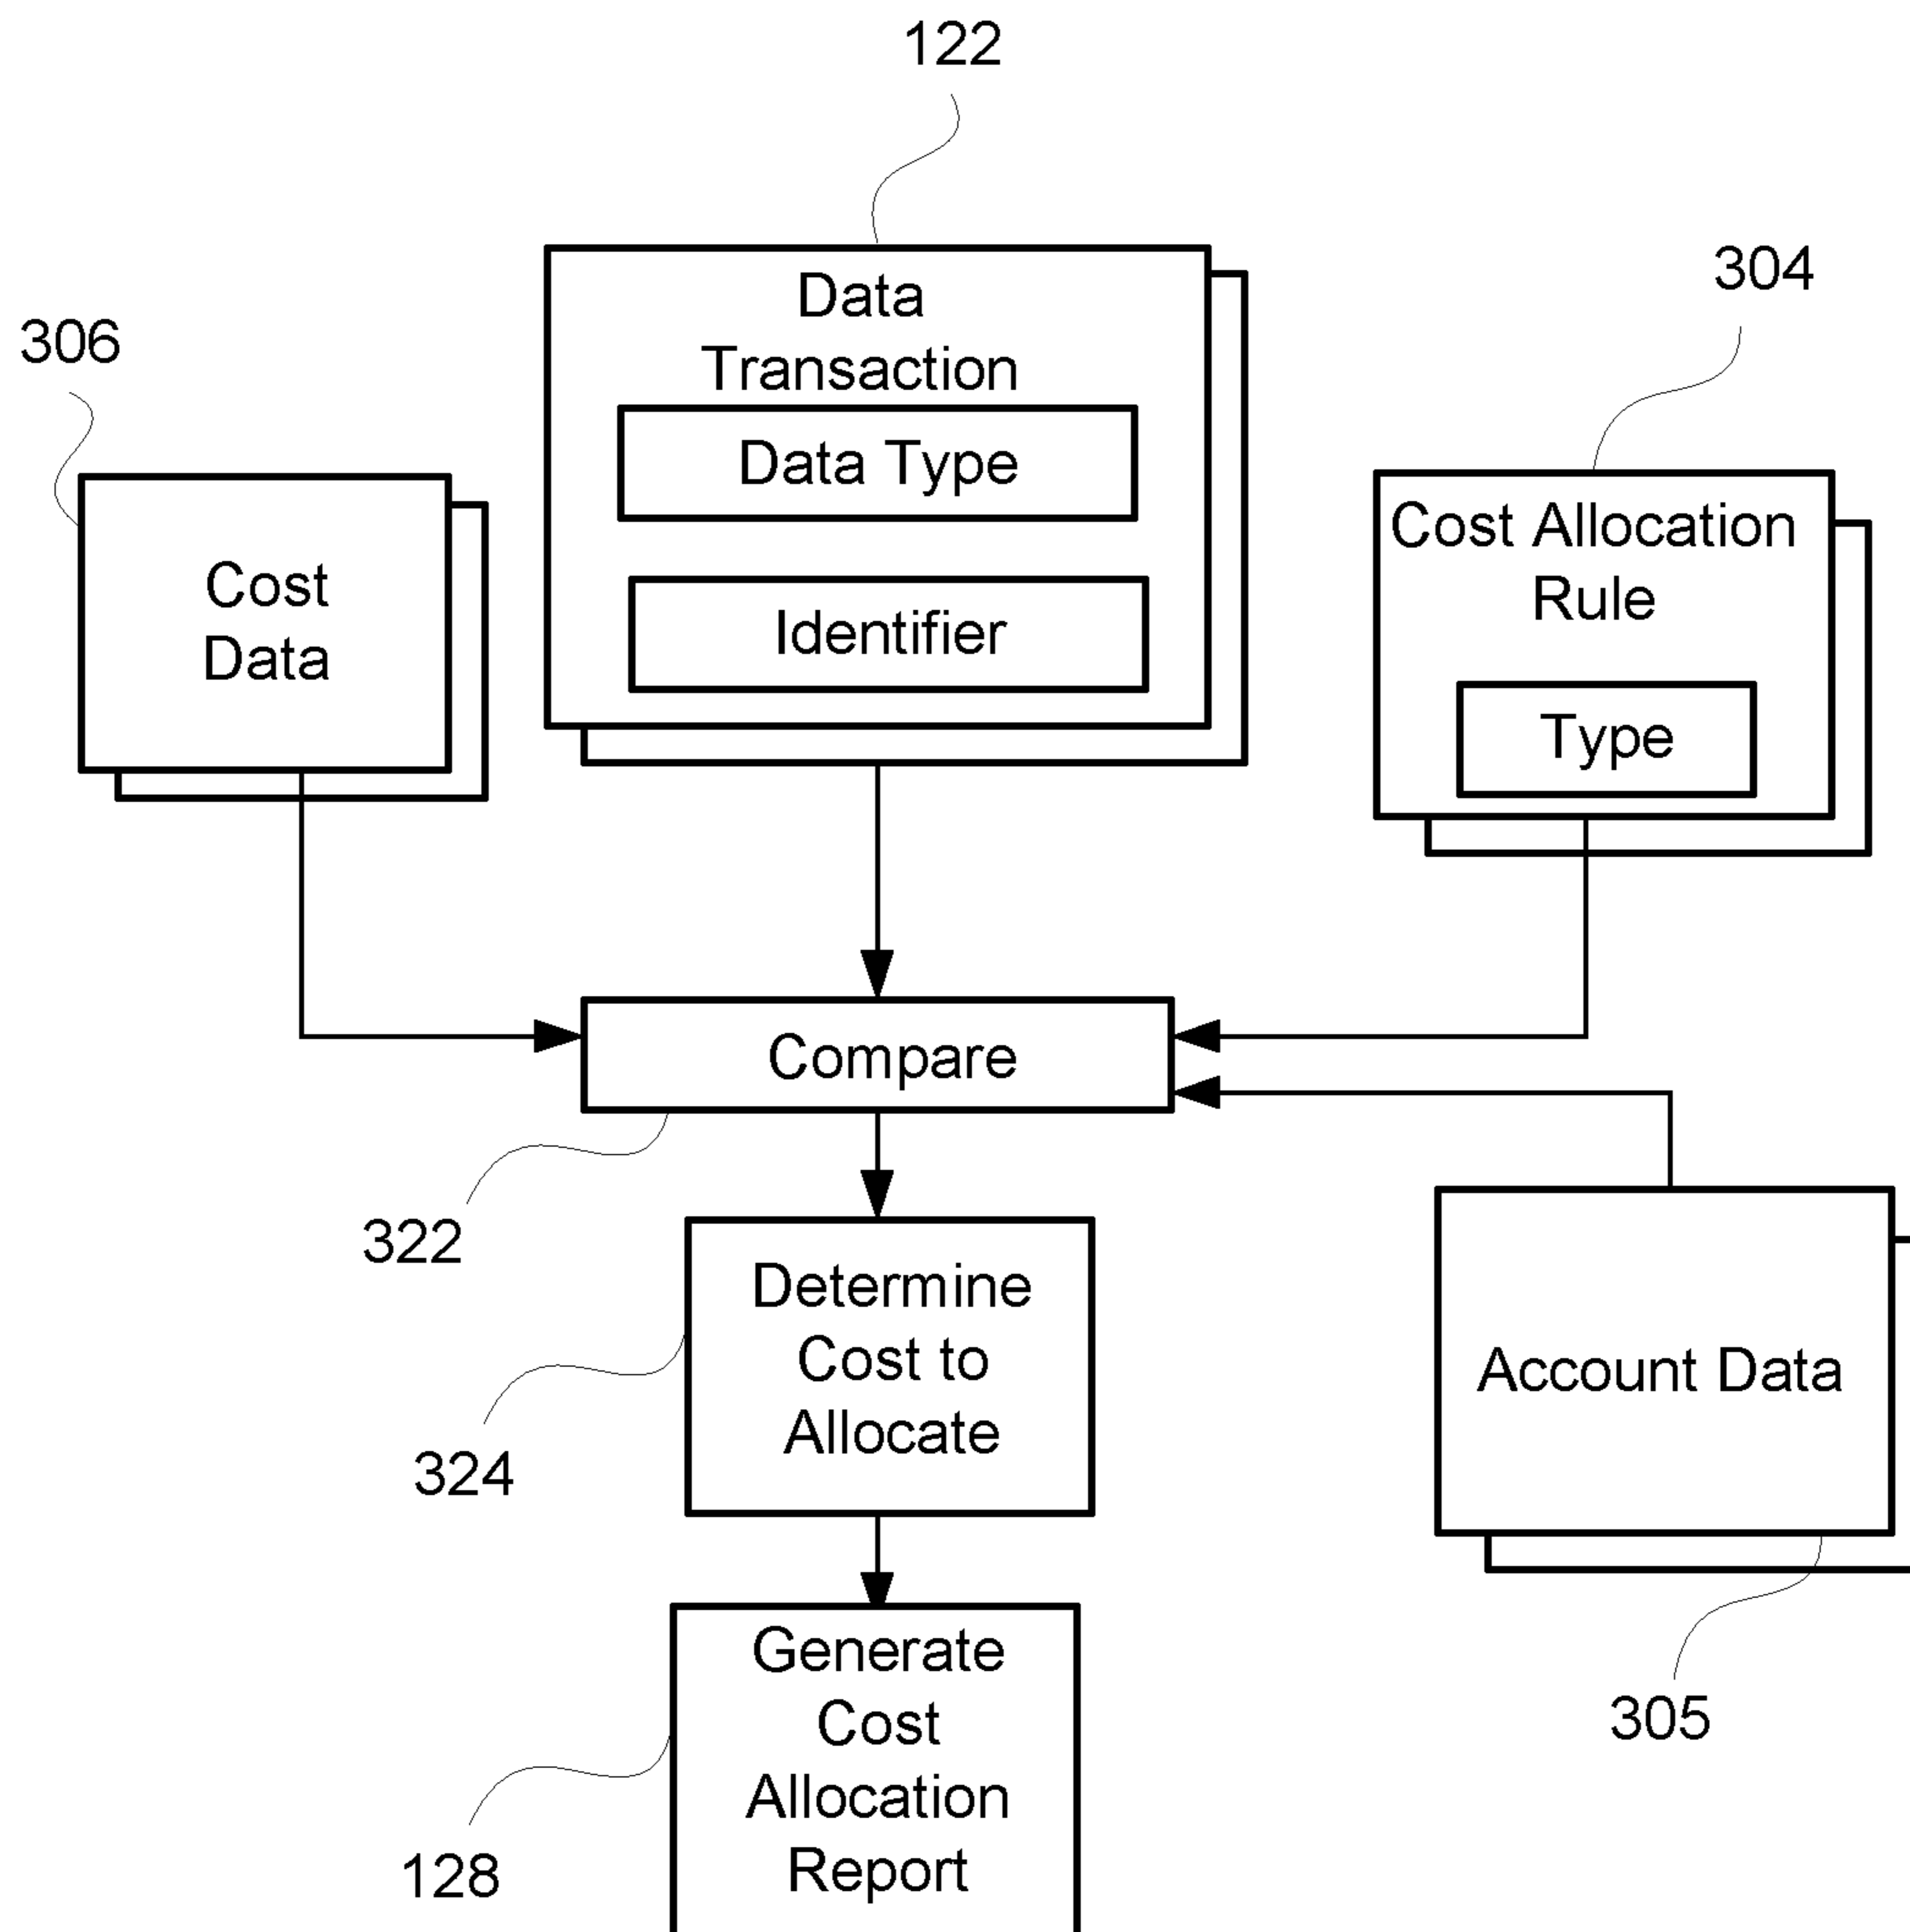 122
Data
Transaction
Data Type
Identifier
304
Cost Allocation
Rule
Type
306
Cost
Data
Compare
322
Determine
Cost to
Allocate
324
Account Data
305
Generate
Cost
Allocation
Report
128